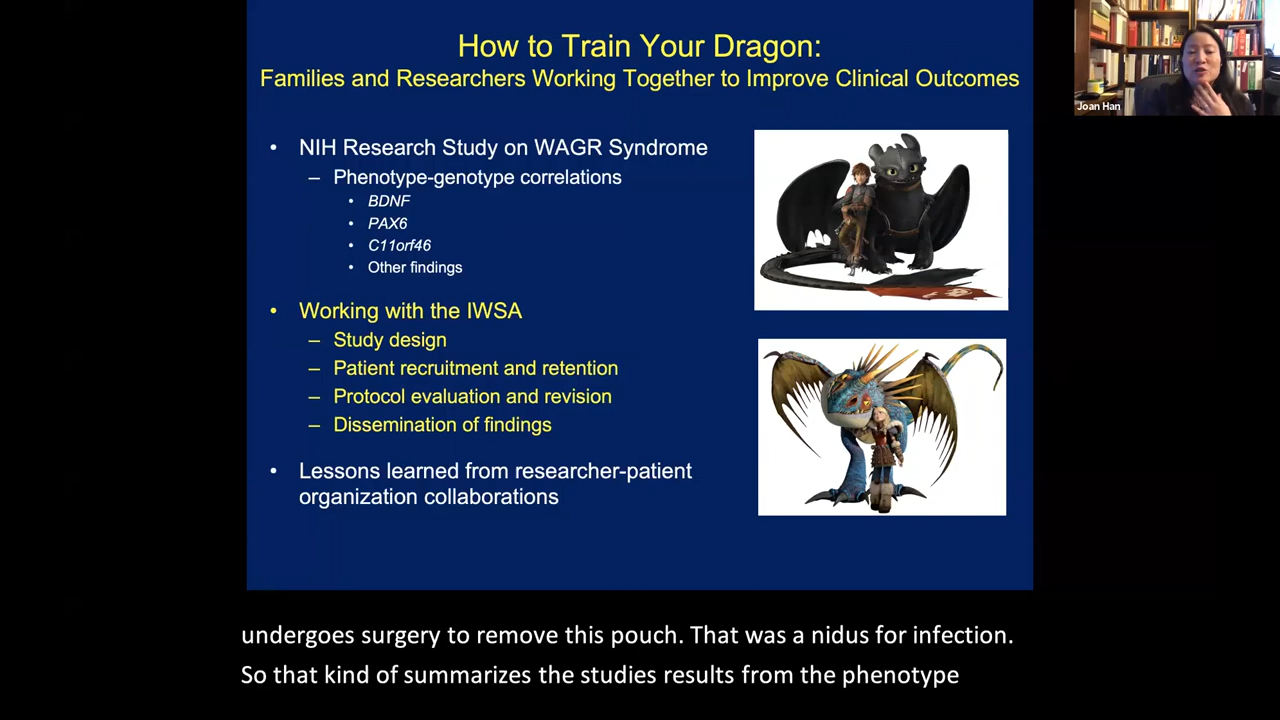 How to Train Your Dragon:
Families and Researchers Working Together to Improve Clinical Outcomes
Joan Han
• NIH Research Study on WAGR Syndrome
– Phenotype-genotype correlations
• BDNF
• PAX6
• C11orf46
• Other findings
• Working with the IWSA
– Study design
– Patient recruitment and retention
– Protocol evaluation and revision
– Dissemination of findings
• Lessons learned from researcher-patient
organization collaborations
undergoes surgery to remove this pouch. That was a nidus for infection.
So that kind of summarizes the studies results from the phenotype